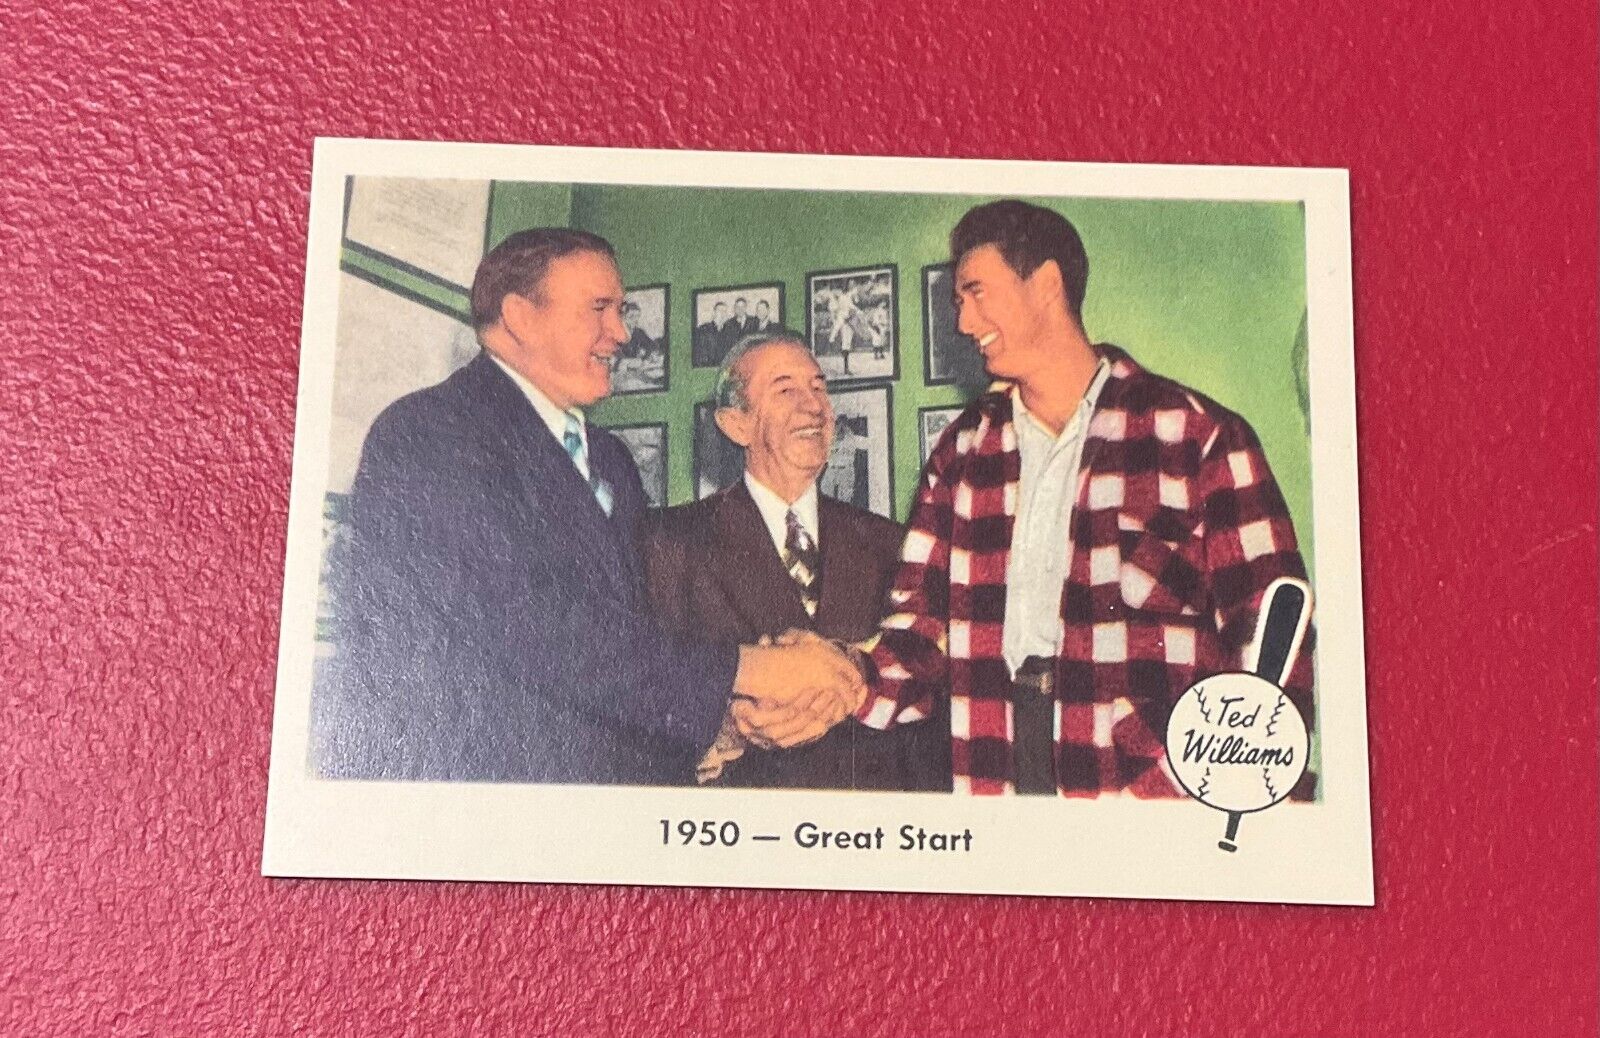 Ted
Williams
1950 — Great Start